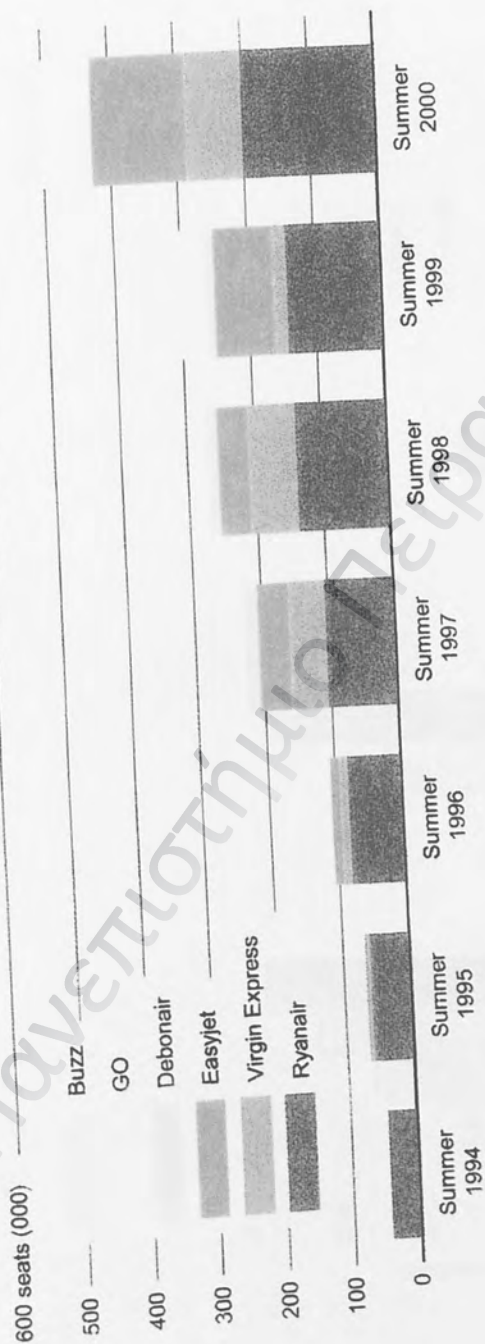 600 seats (000)
500
400
300
200
100
0
Buzz
GO
Debonair
Easyjet
Virgin Express
Ryanair
Summer
1994
Summer
1995
Summer
1996
Summer
1997
Summer
1998
Summer
1999
Summer
2000
Πανεπιστήμιο